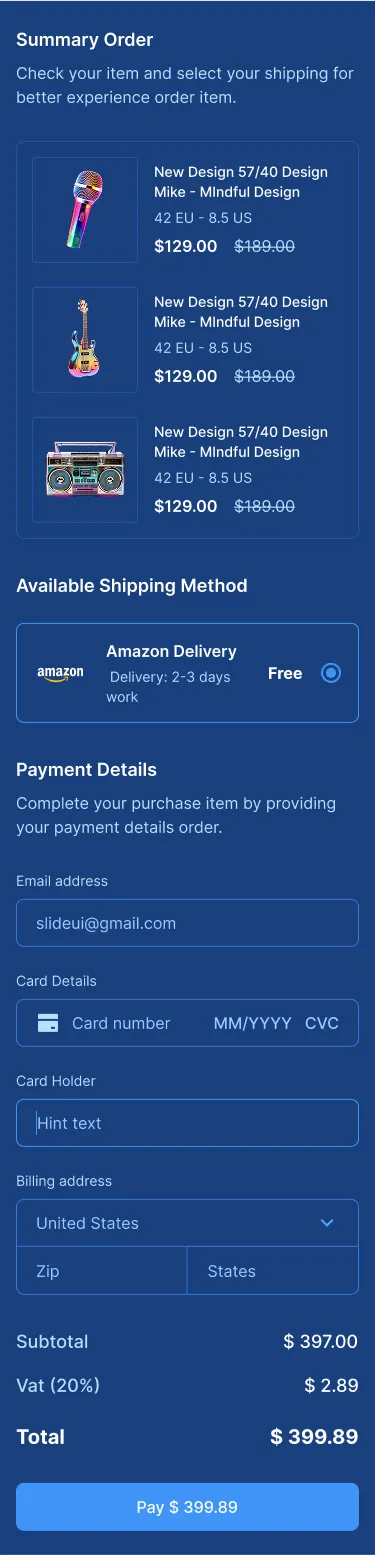 Summary Order
Check your item and select your shipping for
better experience order item.
New Design 57/40 Design
Mike - MIndful Design
42 EU - 8.5 US
$129.00 $189.00
New Design 57/40 Design
Mike - MIndful Design
42 EU - 8.5 US
$129.00 $189.00
New Design 57/40 Design
Mike - MIndful Design
42 EU - 8.5 US
$129.00 $189.00
Available Shipping Method
amazon
Amazon Delivery
Delivery: 2-3 days
work
Free
Payment Details
Complete your purchase item by providing
your payment details order.
Email address
slideui@gmail.com
Card Details
Card number MM/YYYY CVC
Card Holder
Hint text
Billing address
United States
Zip States
Subtotal $ 397.00
Vat (20%) $ 2.89
Total $ 399.89
Pay $ 399.89